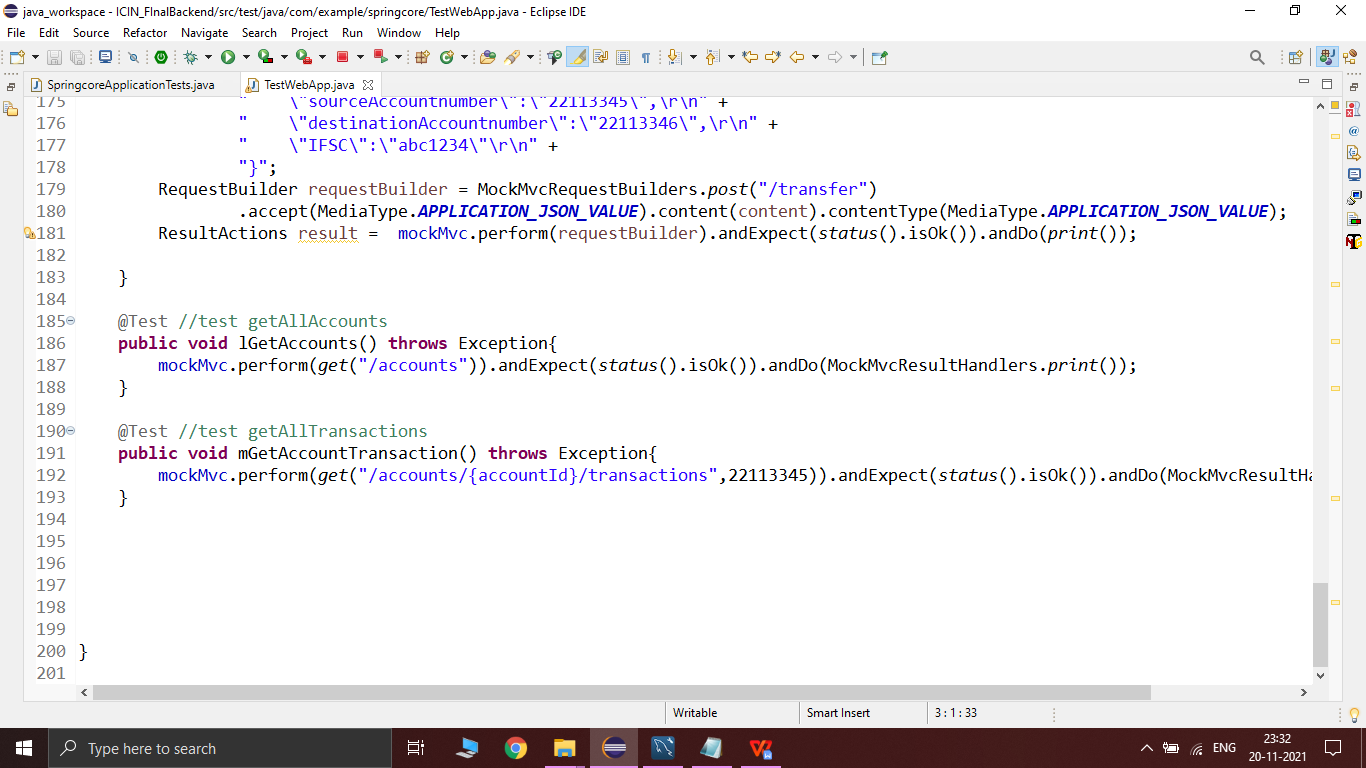 java_workspace - ICIN_FInalBackend/src/test/java/com/example/springcore/TestWebApp.java - Eclipse IDE
File Edit Source Refactor Navigate Search Project Run Window Help
SpringcoreApplicationTests.java TestWebApp.java
175 "    \"sourceAccountnumber\":\"22113345\",\r\n" +
176 "    \"destinationAccountnumber\":\"22113346\",\r\n" +
177 "    \"IFSC\":\"abc1234\"\r\n" +
178 "}";
179 RequestBuilder requestBuilder = MockMvcRequestBuilders.post("/transfer")
180 .accept(MediaType.APPLICATION_JSON_VALUE).content(content).contentType(MediaType.APPLICATION_JSON_VALUE);
181 ResultActions result =  mockMvc.perform(requestBuilder).andExpect(status().isOk()).andDo(print());
182
183 }
184
185 @Test //test getAllAccounts
186 public void lGetAccounts() throws Exception{
187 mockMvc.perform(get("/accounts")).andExpect(status().isOk()).andDo(MockMvcResultHandlers.print());
188 }
189
190 @Test //test getAllTransactions
191 public void mGetAccountTransaction() throws Exception{
192 mockMvc.perform(get("/accounts/{accountId}/transactions",22113345)).andExpect(status().isOk()).andDo(MockMvcResultHa
193 }
194
195
196
197
198
199
200 }
201
Writable Smart Insert 3 : 1 : 33
Type here to search
ENG
23:32
20-11-2021